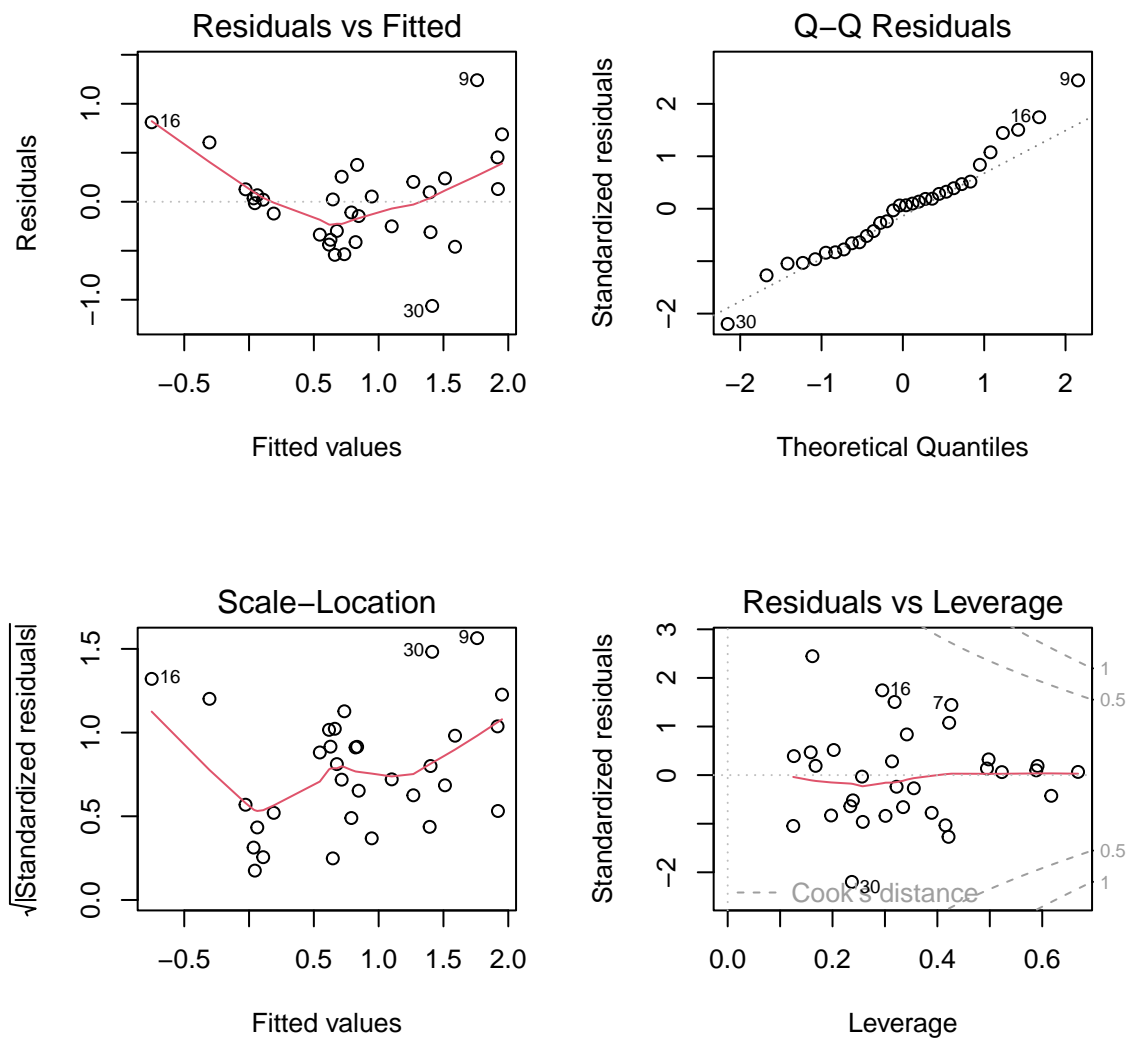 Residuals vs Fitted
Residuals
1.0
0.0
−1.0
9
16
30
−0.5 0.5 1.0 1.5 2.0
Fitted values
Q−Q Residuals
Standardized residuals
2
1
0
−2
9
16
30
−2 −1 0 1 2
Theoretical Quantiles
Scale−Location
√|Standardized residuals|
1.5
1.0
0.5
0.0
30
9
16
−0.5 0.5 1.0 1.5 2.0
Fitted values
Residuals vs Leverage
Standardized residuals
3
2
1
0
−2
16
7
30
Cook's distance
1
0.5
0.5
1
0.0 0.2 0.4 0.6
Leverage